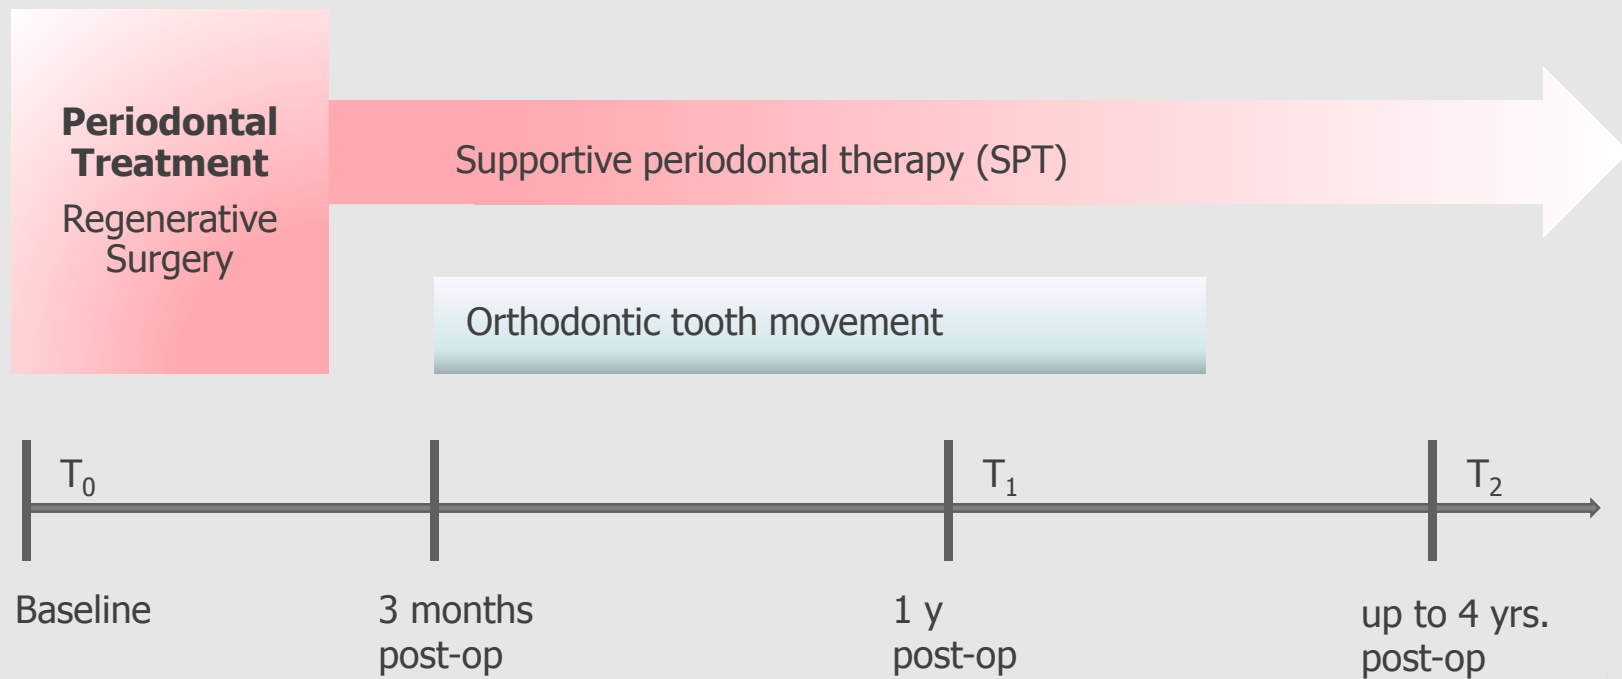 Periodontal
Treatment
Regenerative
Surgery
Supportive periodontal therapy (SPT)
Orthodontic tooth movement
T₀
T₁
T₂
Baseline
3 months
post-op
1 y
post-op
up to 4 yrs.
post-op